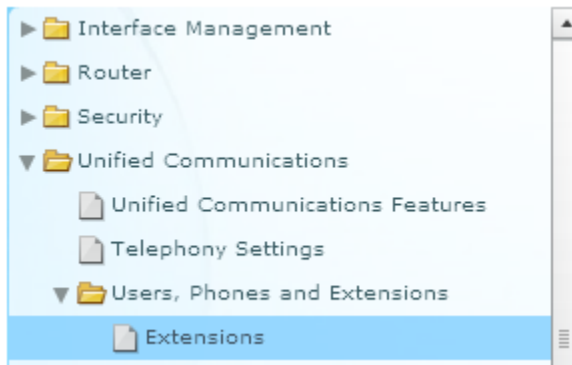 Interface Management
Router
Security
Unified Communications
Unified Communications Features
Telephony Settings
Users, Phones and Extensions
Extensions